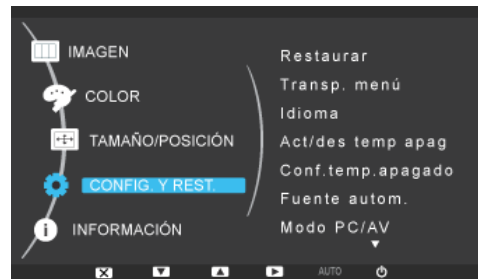 IMAGEN
COLOR
TAMAÑO/POSICIÓN
CONFIG. Y REST.
INFORMACIÓN
Restaurar
Transp. menú
Idioma
Act/des temp apag
Conf.temp.apagado
Fuente autom.
Modo PC/AV
AUTO